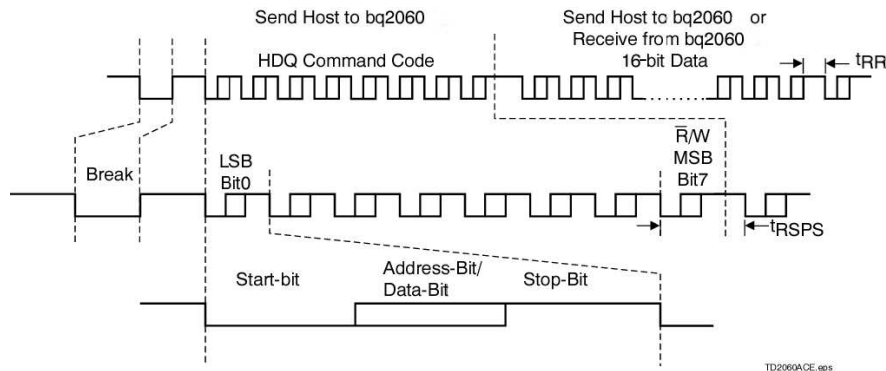 Send Host to bq2060
Send Host to bq2060 or
Receive from bq2060
16-bit Data
HDQ Command Code
tRR
R̅/W
MSB
Bit7
LSB
Bit0
Break
tRSPS
Start-bit
Address-Bit/
Data-Bit
Stop-Bit
TD2060ACE.eps